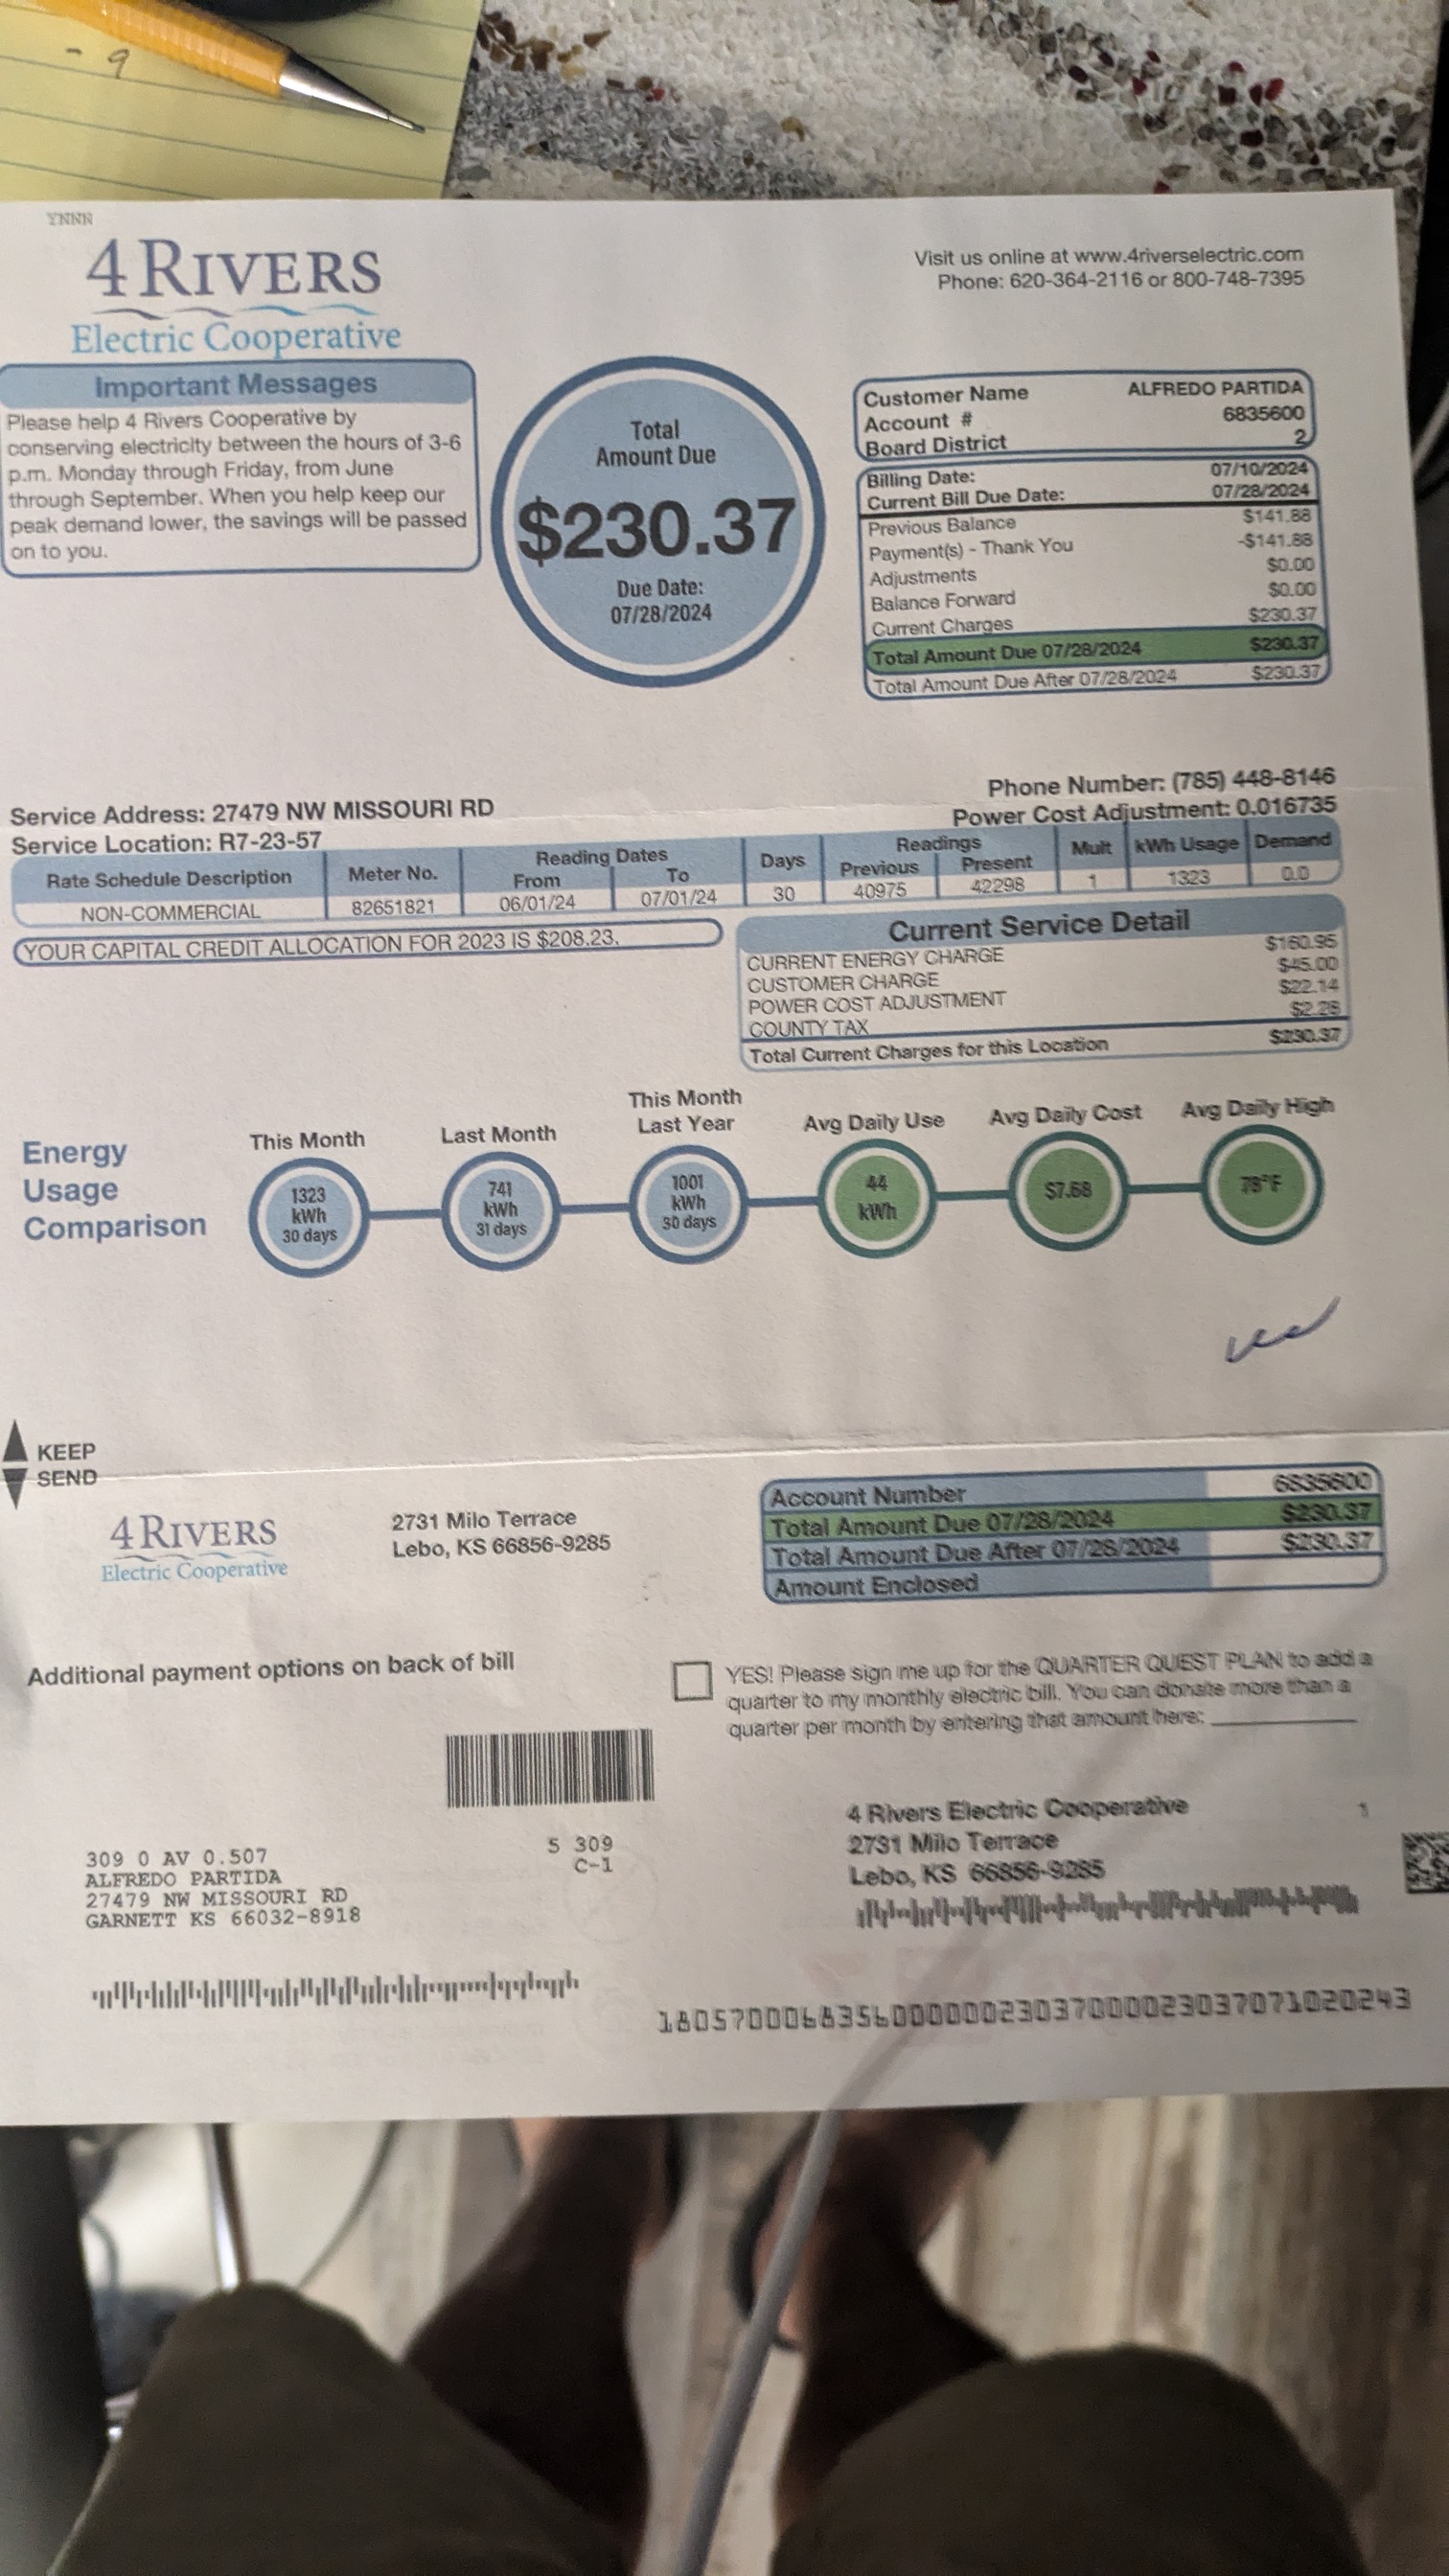 - 9
YNNN
4 RIVERS
Electric Cooperative
Visit us online at www.4riverselectric.com
Phone: 620-364-2116 or 800-748-7395
Important Messages
Please help 4 Rivers Cooperative by
conserving electricity between the hours of 3-6
p.m. Monday through Friday, from June
through September. When you help keep our
peak demand lower, the savings will be passed
on to you.
Total
Amount Due
$230.37
Due Date:
07/28/2024
Customer Name ALFREDO PARTIDA
Account # 6835600
Board District 2
Billing Date: 07/10/2024
Current Bill Due Date: 07/28/2024
Previous Balance $141.88
Payment(s) - Thank You -$141.88
Adjustments $0.00
Balance Forward $0.00
Current Charges $230.37
Total Amount Due 07/28/2024 $230.37
Total Amount Due After 07/28/2024 $230.37
Service Address: 27479 NW MISSOURI RD
Service Location: R7-23-57
Phone Number: (785) 448-8146
Power Cost Adjustment: 0.016735
Rate Schedule Description Meter No. Reading Dates From To Days Readings Previous Present Mult kWh Usage Demand
NON-COMMERCIAL 82651821 06/01/24 07/01/24 30 40975 42298 1 1323 0.0
YOUR CAPITAL CREDIT ALLOCATION FOR 2023 IS $208.23.
Current Service Detail
CURRENT ENERGY CHARGE $160.95
CUSTOMER CHARGE $45.00
POWER COST ADJUSTMENT $22.14
COUNTY TAX $2.28
Total Current Charges for this Location $230.37
Energy
Usage
Comparison
This Month
1323
kWh
30 days
Last Month
741
kWh
31 days
This Month
Last Year
1001
kWh
30 days
Avg Daily Use
44
kWh
Avg Daily Cost
$7.68
Avg Daily High
78°F
KEEP
SEND
4 RIVERS
Electric Cooperative
2731 Milo Terrace
Lebo, KS 66856-9285
Account Number 6835600
Total Amount Due 07/28/2024 $230.37
Total Amount Due After 07/28/2024 $230.37
Amount Enclosed
Additional payment options on back of bill
YES! Please sign me up for the QUARTER QUEST PLAN to add a
quarter to my monthly electric bill. You can donate more than a
quarter per month by entering that amount here:
309 0 AV 0.507
ALFREDO PARTIDA
27479 NW MISSOURI RD
GARNETT KS 66032-8918
5 309
C-1
4 Rivers Electric Cooperative
2731 Milo Terrace
Lebo, KS 66856-9285
1
1805700068356000000023037000023037071020243